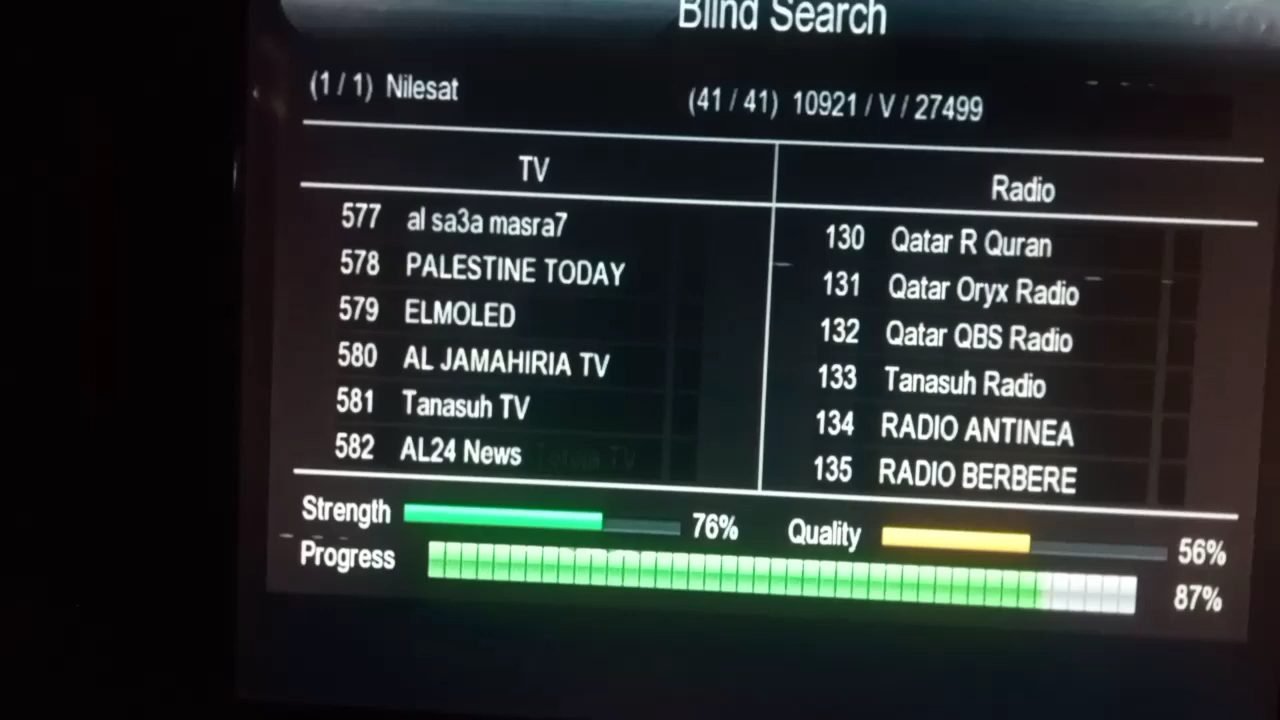 Blind Search
(1 / 1) Nilesat
(41 / 41) 10921 / V / 27499
TV
Radio
577 al sa3a masra7
578 PALESTINE TODAY
579 ELMOLED
580 AL JAMAHIRIA TV
581 Tanasuh TV
582 AL24 News
130 Qatar R Quran
131 Qatar Oryx Radio
132 Qatar QBS Radio
133 Tanasuh Radio
134 RADIO ANTINEA
135 RADIO BERBERE
Strength 76% Quality 56%
Progress 87%